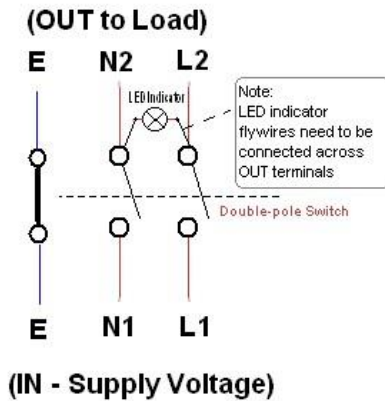 (OUT to Load)
E N2 L2
LED Indicator
Note:
LED indicator
flywires need to be
connected across
OUT terminals
Double-pole Switch
E N1 L1
(IN - Supply Voltage)